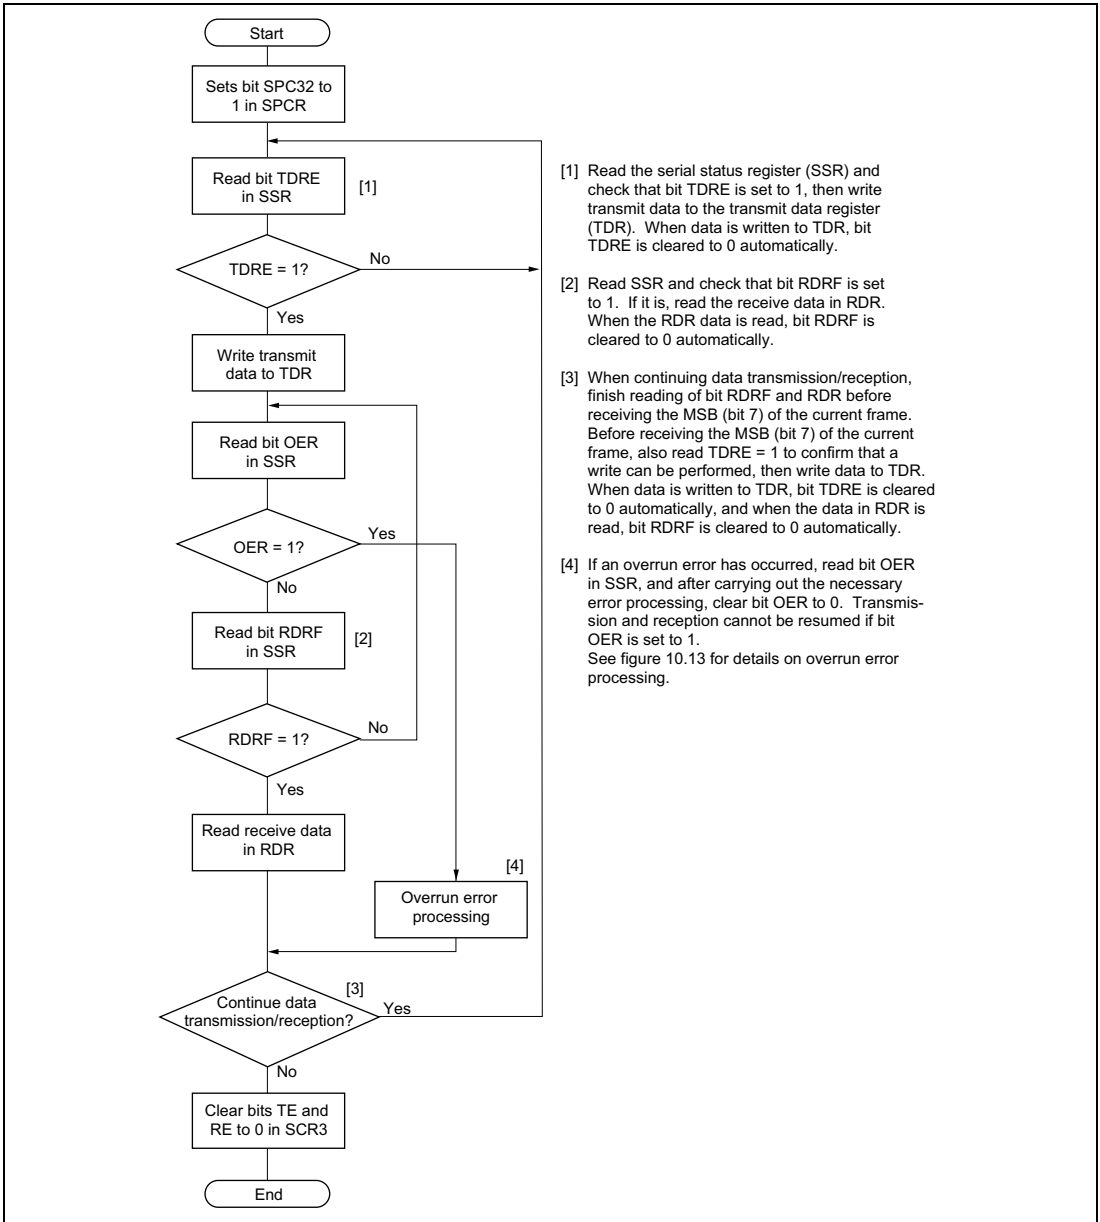 Start
Sets bit SPC32 to
1 in SPCR
Read bit TDRE
in SSR
[1]
TDRE = 1?
No
Yes
Write transmit
data to TDR
Read bit OER
in SSR
OER = 1?
Yes
No
Read bit RDRF
in SSR
[2]
RDRF = 1?
No
Yes
Read receive data
in RDR
[4]
Overrun error
processing
[3]
Continue data
transmission/reception?
Yes
No
Clear bits TE and
RE to 0 in SCR3
End
[1] Read the serial status register (SSR) and
check that bit TDRE is set to 1, then write
transmit data to the transmit data register
(TDR). When data is written to TDR, bit
TDRE is cleared to 0 automatically.
[2] Read SSR and check that bit RDRF is set
to 1. If it is, read the receive data in RDR.
When the RDR data is read, bit RDRF is
cleared to 0 automatically.
[3] When continuing data transmission/reception,
finish reading of bit RDRF and RDR before
receiving the MSB (bit 7) of the current frame.
Before receiving the MSB (bit 7) of the current
frame, also read TDRE = 1 to confirm that a
write can be performed, then write data to TDR.
When data is written to TDR, bit TDRE is cleared
to 0 automatically, and when the data in RDR is
read, bit RDRF is cleared to 0 automatically.
[4] If an overrun error has occurred, read bit OER
in SSR, and after carrying out the necessary
error processing, clear bit OER to 0. Transmis-
sion and reception cannot be resumed if bit
OER is set to 1.
See figure 10.13 for details on overrun error
processing.